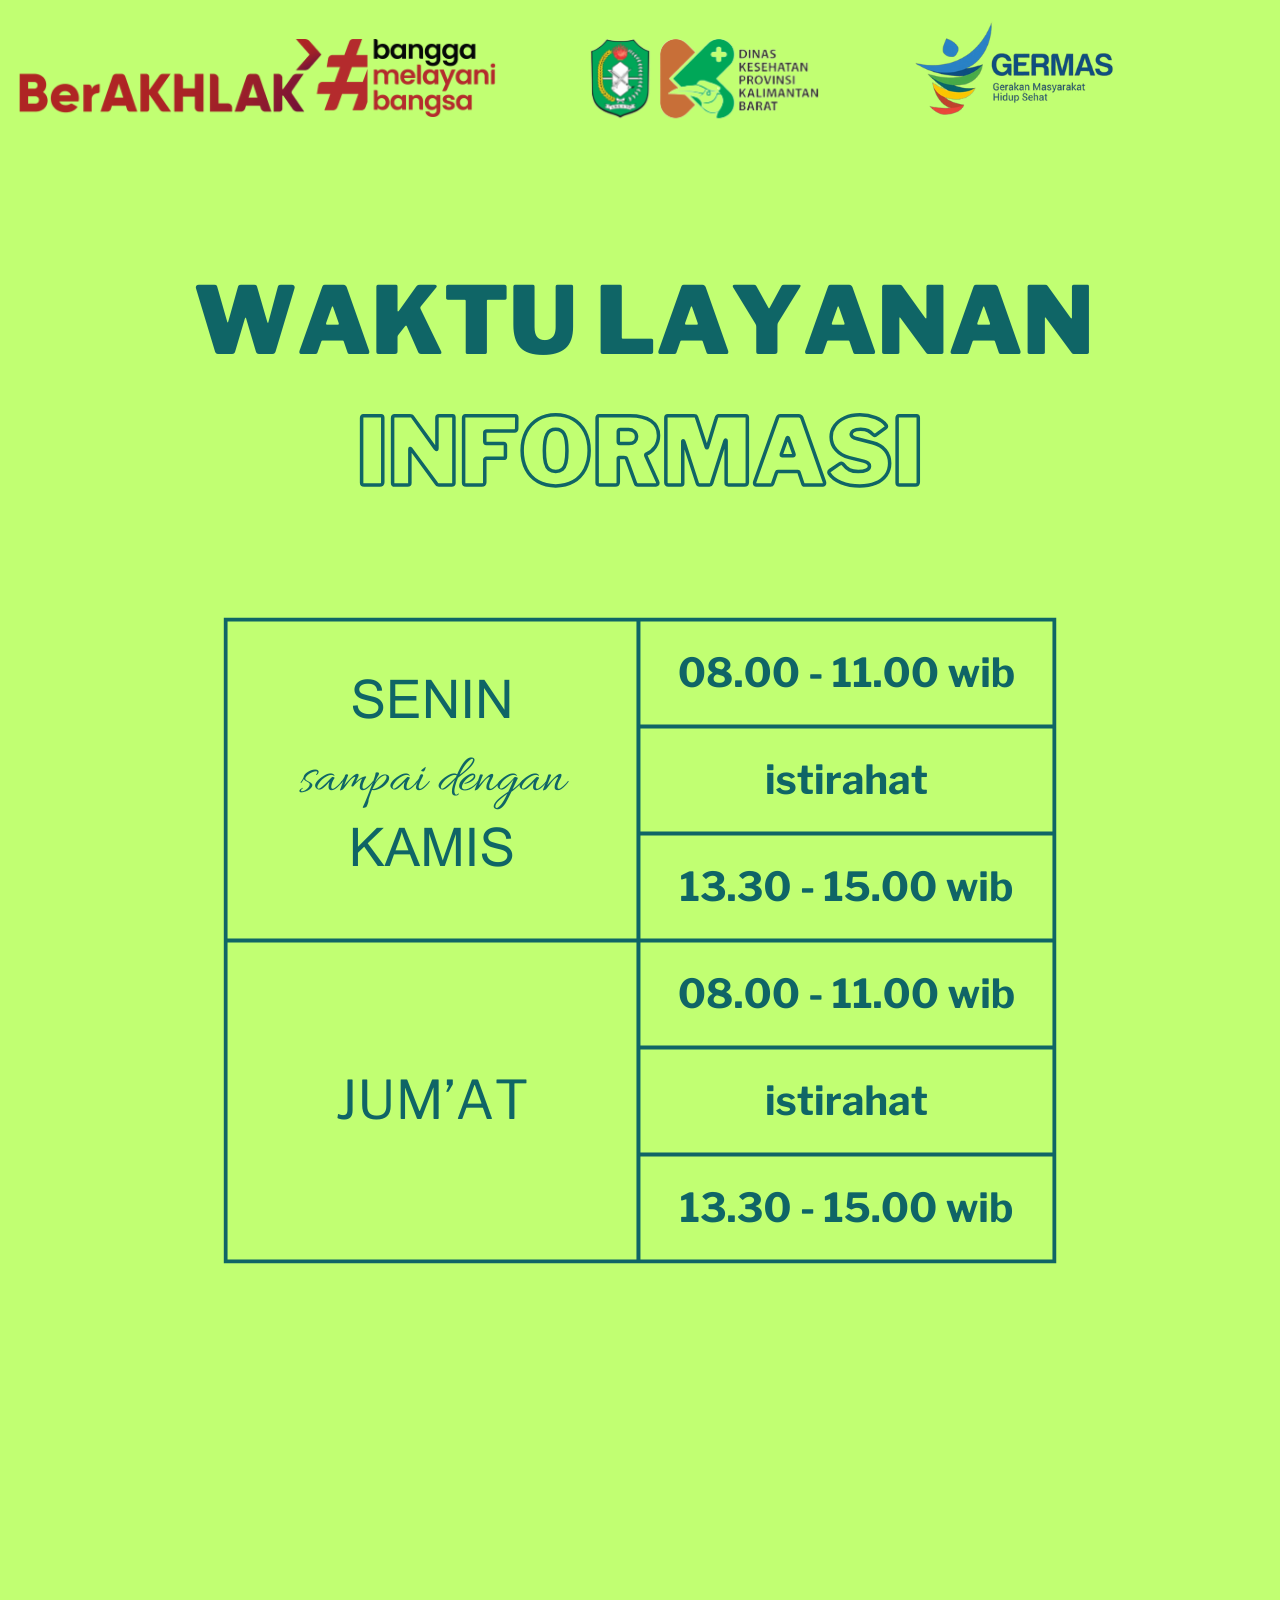 BerAKHLAK
#bangga
melayani
bangsa
DINAS
KESEHATAN
PROVINSI
KALIMANTAN
BARAT
GERMAS
Gerakan Masyarakat
Hidup Sehat
WAKTU LAYANAN
INFORMASI
SENIN
sampai dengan
KAMIS
08.00 - 11.00 wib
istirahat
13.30 - 15.00 wib
JUM’AT
08.00 - 11.00 wib
istirahat
13.30 - 15.00 wib